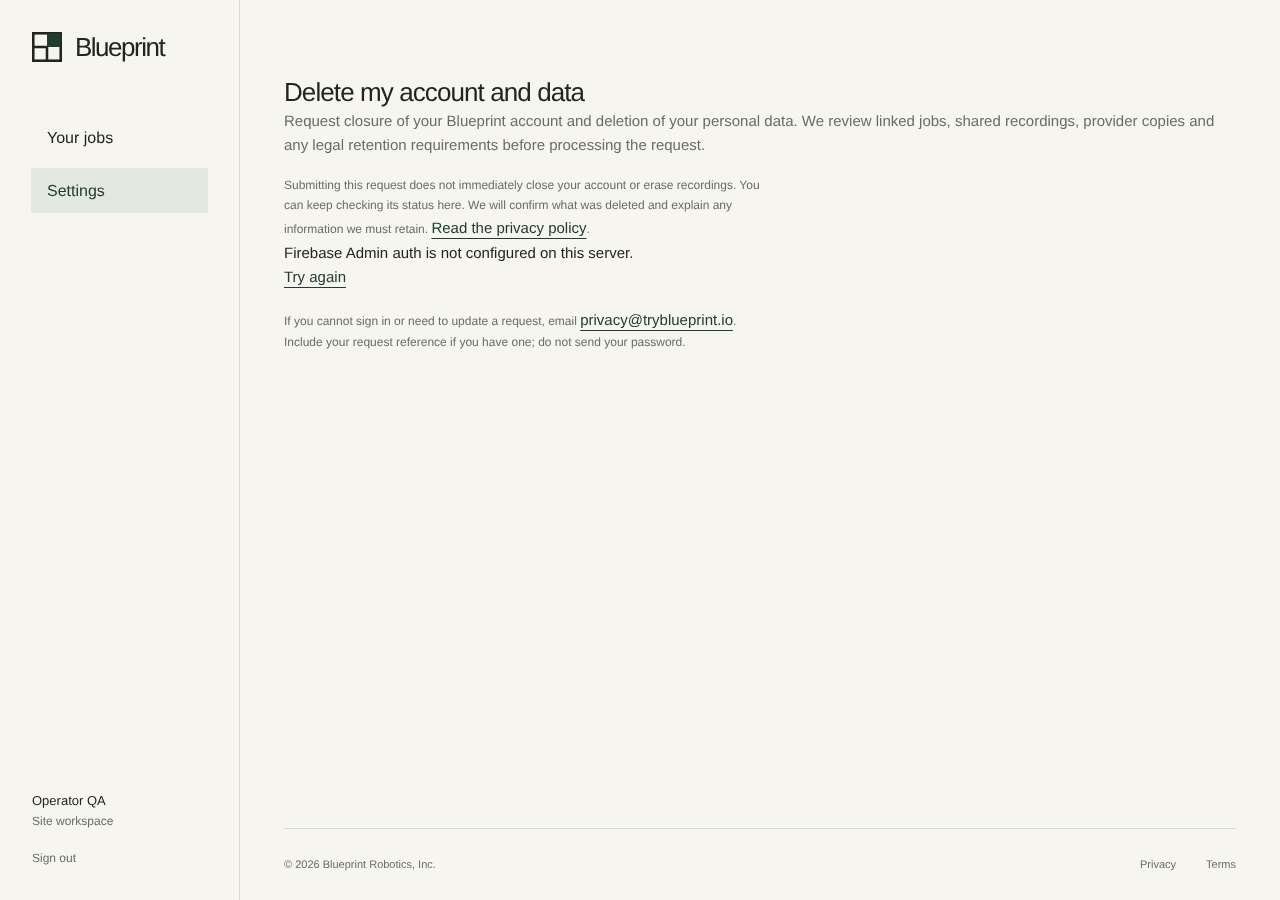 Blueprint
Your jobs
Settings
Delete my account and data
Request closure of your Blueprint account and deletion of your personal data. We review linked jobs, shared recordings, provider copies and
any legal retention requirements before processing the request.
Submitting this request does not immediately close your account or erase recordings. You
can keep checking its status here. We will confirm what was deleted and explain any
information we must retain. Read the privacy policy.
Firebase Admin auth is not configured on this server.
Try again
If you cannot sign in or need to update a request, email privacy@tryblueprint.io.
Include your request reference if you have one; do not send your password.
Operator QA
Site workspace
Sign out
© 2026 Blueprint Robotics, Inc.
Privacy
Terms